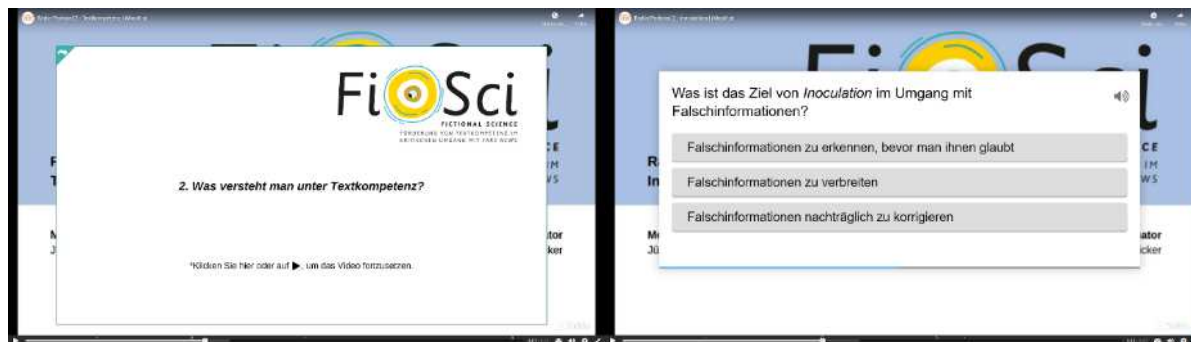 FiOSci
FICTIONAL SCIENCE
FÖRDERUNG VON TEXTKOMPETENZ IM
KRITISCHEN UMGANG MIT FAKE NEWS
2. Was versteht man unter Textkompetenz?
*Klicken Sie hier oder auf ▶, um das Video fortzusetzen.
Was ist das Ziel von Inoculation im Umgang mit
Falschinformationen?
Falschinformationen zu erkennen, bevor man ihnen glaubt
Falschinformationen zu verbreiten
Falschinformationen nachträglich zu korrigieren